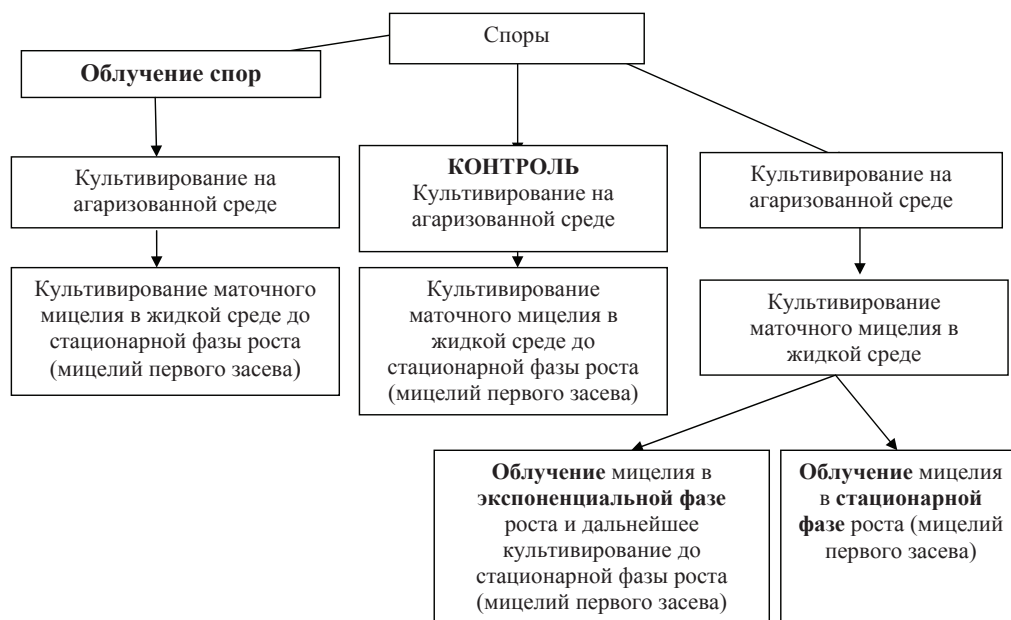 Споры
Облучение спор
Культивирование на
агаризованной среде
КОНТРОЛЬ
Культивирование на
агаризованной среде
Культивирование на
агаризованной среде
Культивирование маточного
мицелия в жидкой среде до
стационарной фазы роста
(мицелий первого засева)
Культивирование
маточного мицелия в
жидкой среде до
стационарной фазы роста
(мицелий первого засева)
Культивирование
маточного мицелия в
жидкой среде
Облучение мицелия в
экспоненциальной фазе
роста и дальнейшее
культивирование до
стационарной фазы роста
(мицелий первого засева)
Облучение мицелия
в стационарной
фазе роста (мицелий
первого засева)